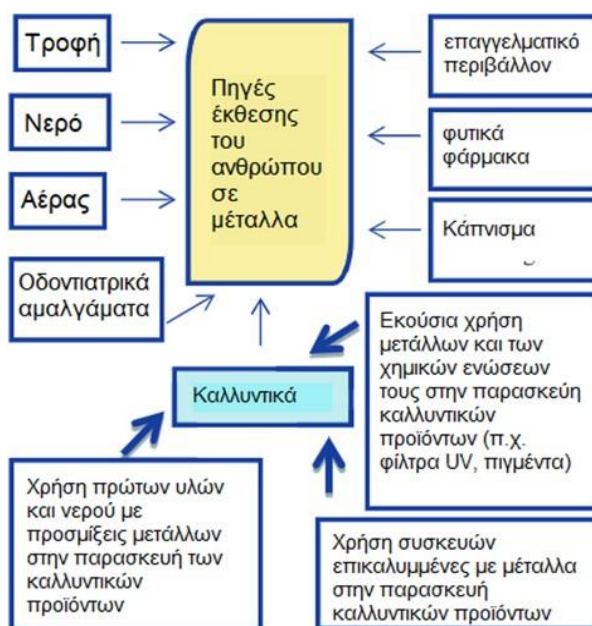 Τροφή
Νερό
Αέρας
Οδοντιατρικά
αμαλγάματα
Πηγές
έκθεσης
του
ανθρώπου
σε
μέταλλα
επαγγελματικό
περιβάλλον
φυτικά
φάρμακα
Κάπνισμα
Καλλυντικά
Εκούσια χρήση
μετάλλων και των
χημικών ενώσεων
τους στην παρασκεύη
καλλυντικών
προϊόντων (π.χ.
φίλτρα UV, πιγμέντα)
Χρήση πρώτων υλών
και νερού με
προσμίξεις μετάλλων
στην παρασκευή των
καλλυντικών
προϊόντων
Χρήση συσκευών
επικαλυμμένες με μέταλλα
στην παρασκευή
καλλυντικών προϊόντων